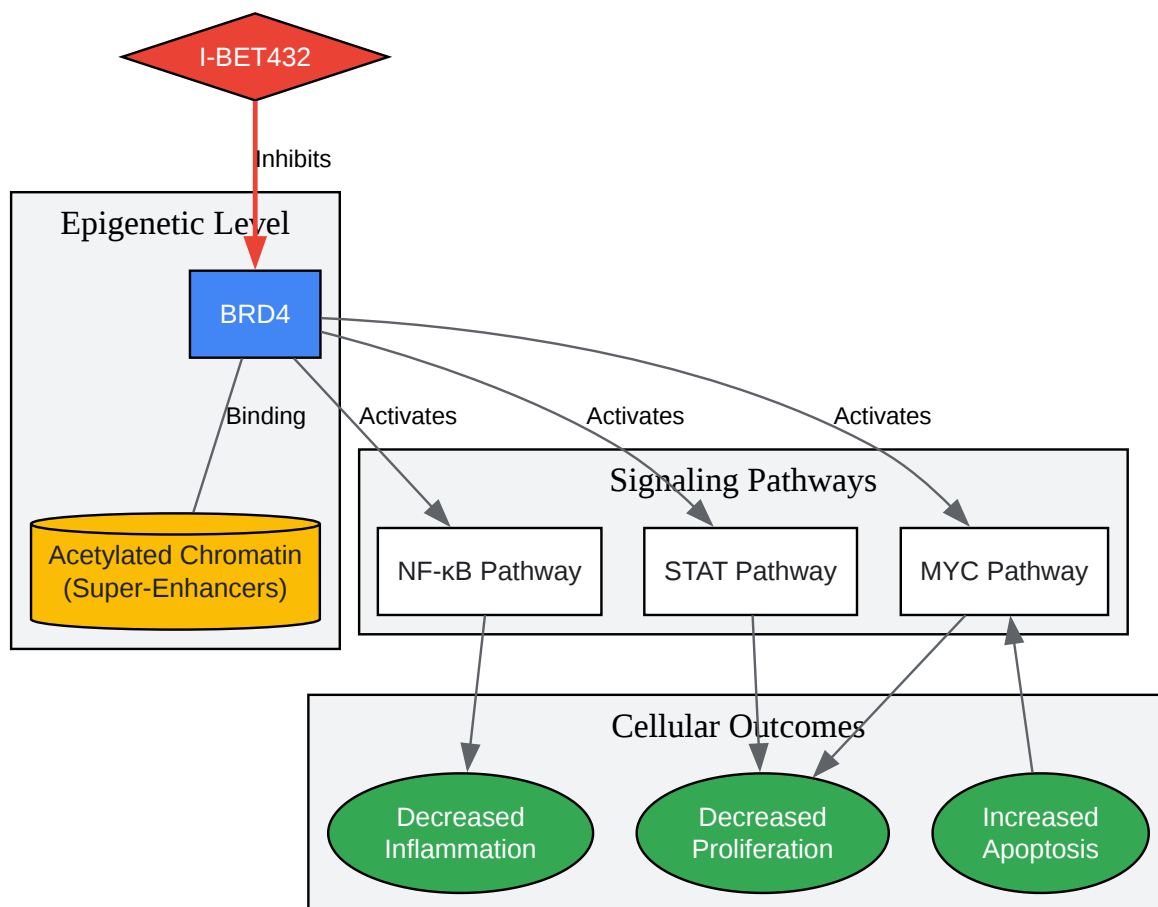 I-BET432
Inhibits
Epigenetic Level
BRD4
Binding
Activates
Activates
Activates
Signaling Pathways
Acetylated Chromatin
(Super-Enhancers)
NF-κB Pathway
STAT Pathway
MYC Pathway
Cellular Outcomes
Decreased
Inflammation
Decreased
Proliferation
Increased
Apoptosis